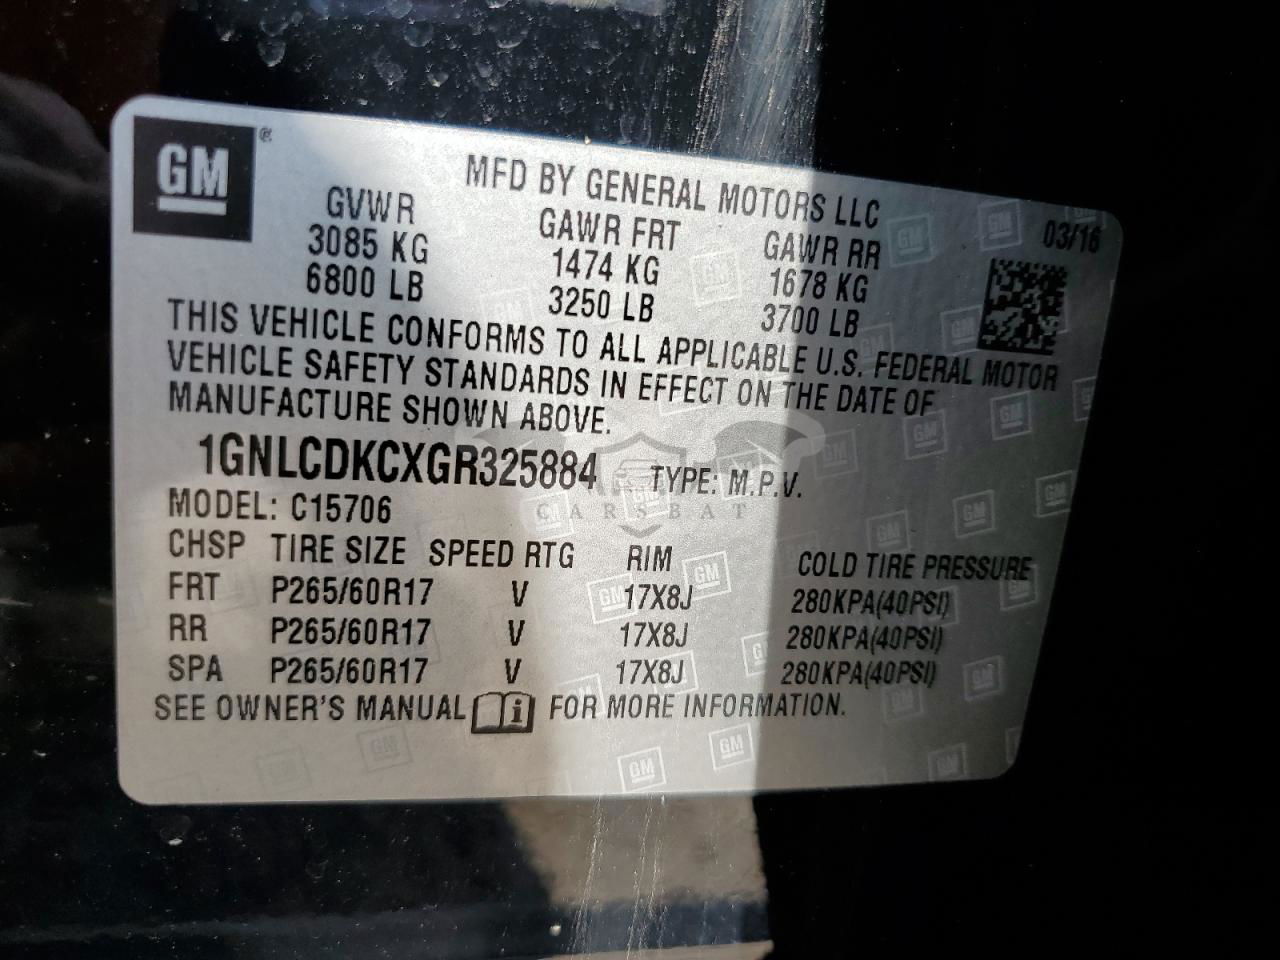 GM ®
MFD BY GENERAL MOTORS LLC
03/16
GVWR GAWR FRT GAWR RR
3085 KG 1474 KG 1678 KG
6800 LB 3250 LB 3700 LB
THIS VEHICLE CONFORMS TO ALL APPLICABLE U.S. FEDERAL MOTOR
VEHICLE SAFETY STANDARDS IN EFFECT ON THE DATE OF
MANUFACTURE SHOWN ABOVE.
1GNLCDKCXGR325884 TYPE: M.P.V.
CARSBAT
MODEL: C15706
CHSP TIRE SIZE SPEED RTG RIM COLD TIRE PRESSURE
FRT P265/60R17 V 17X8J 280KPA(40PSI)
RR P265/60R17 V 17X8J 280KPA(40PSI)
SPA P265/60R17 V 17X8J 280KPA(40PSI)
SEE OWNER'S MANUAL i FOR MORE INFORMATION.